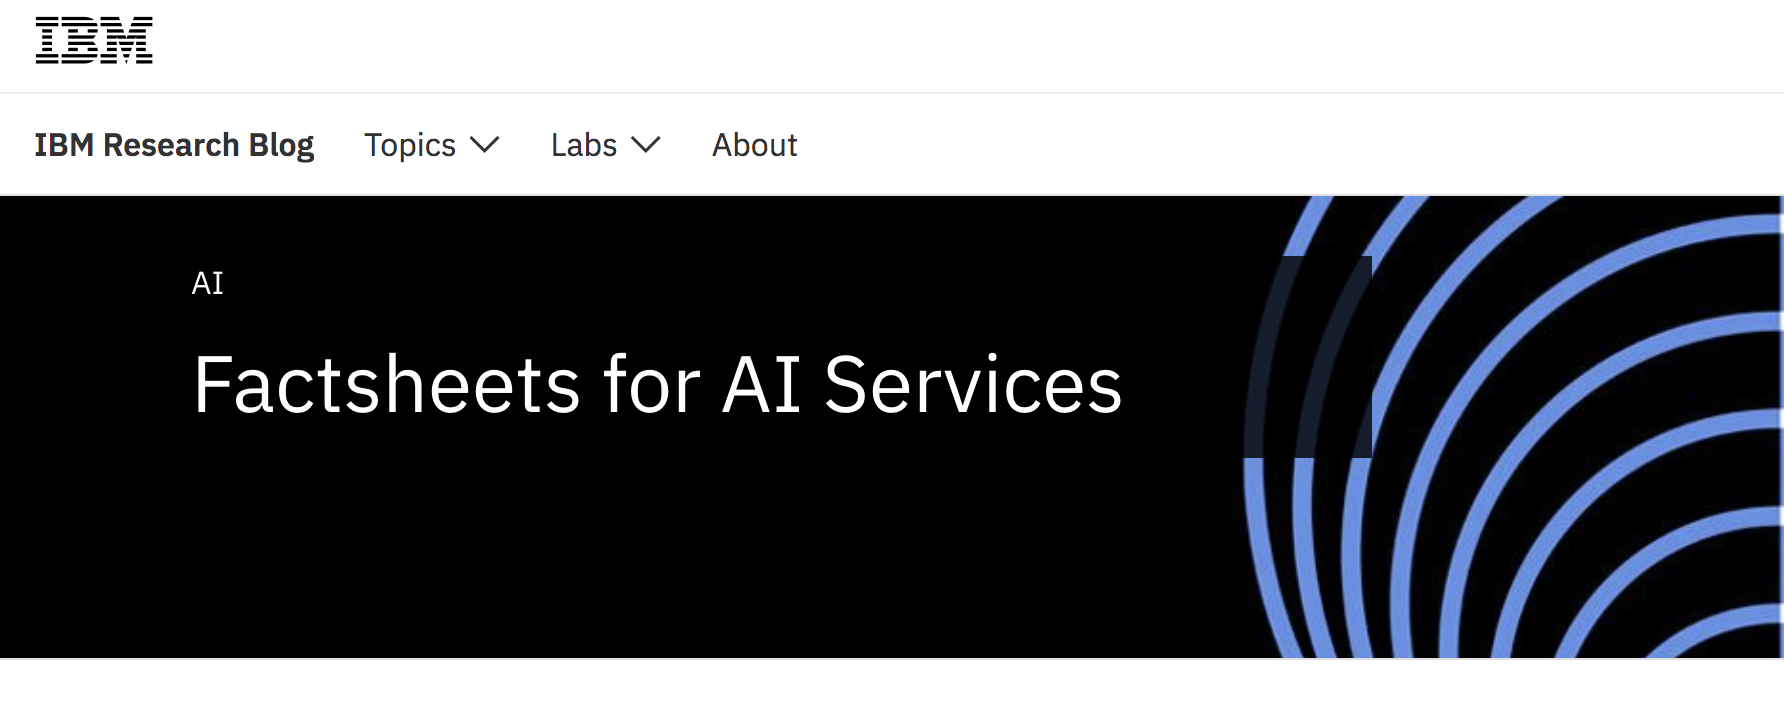 IBM
IBM Research Blog Topics Labs About
AI
Factsheets for AI Services